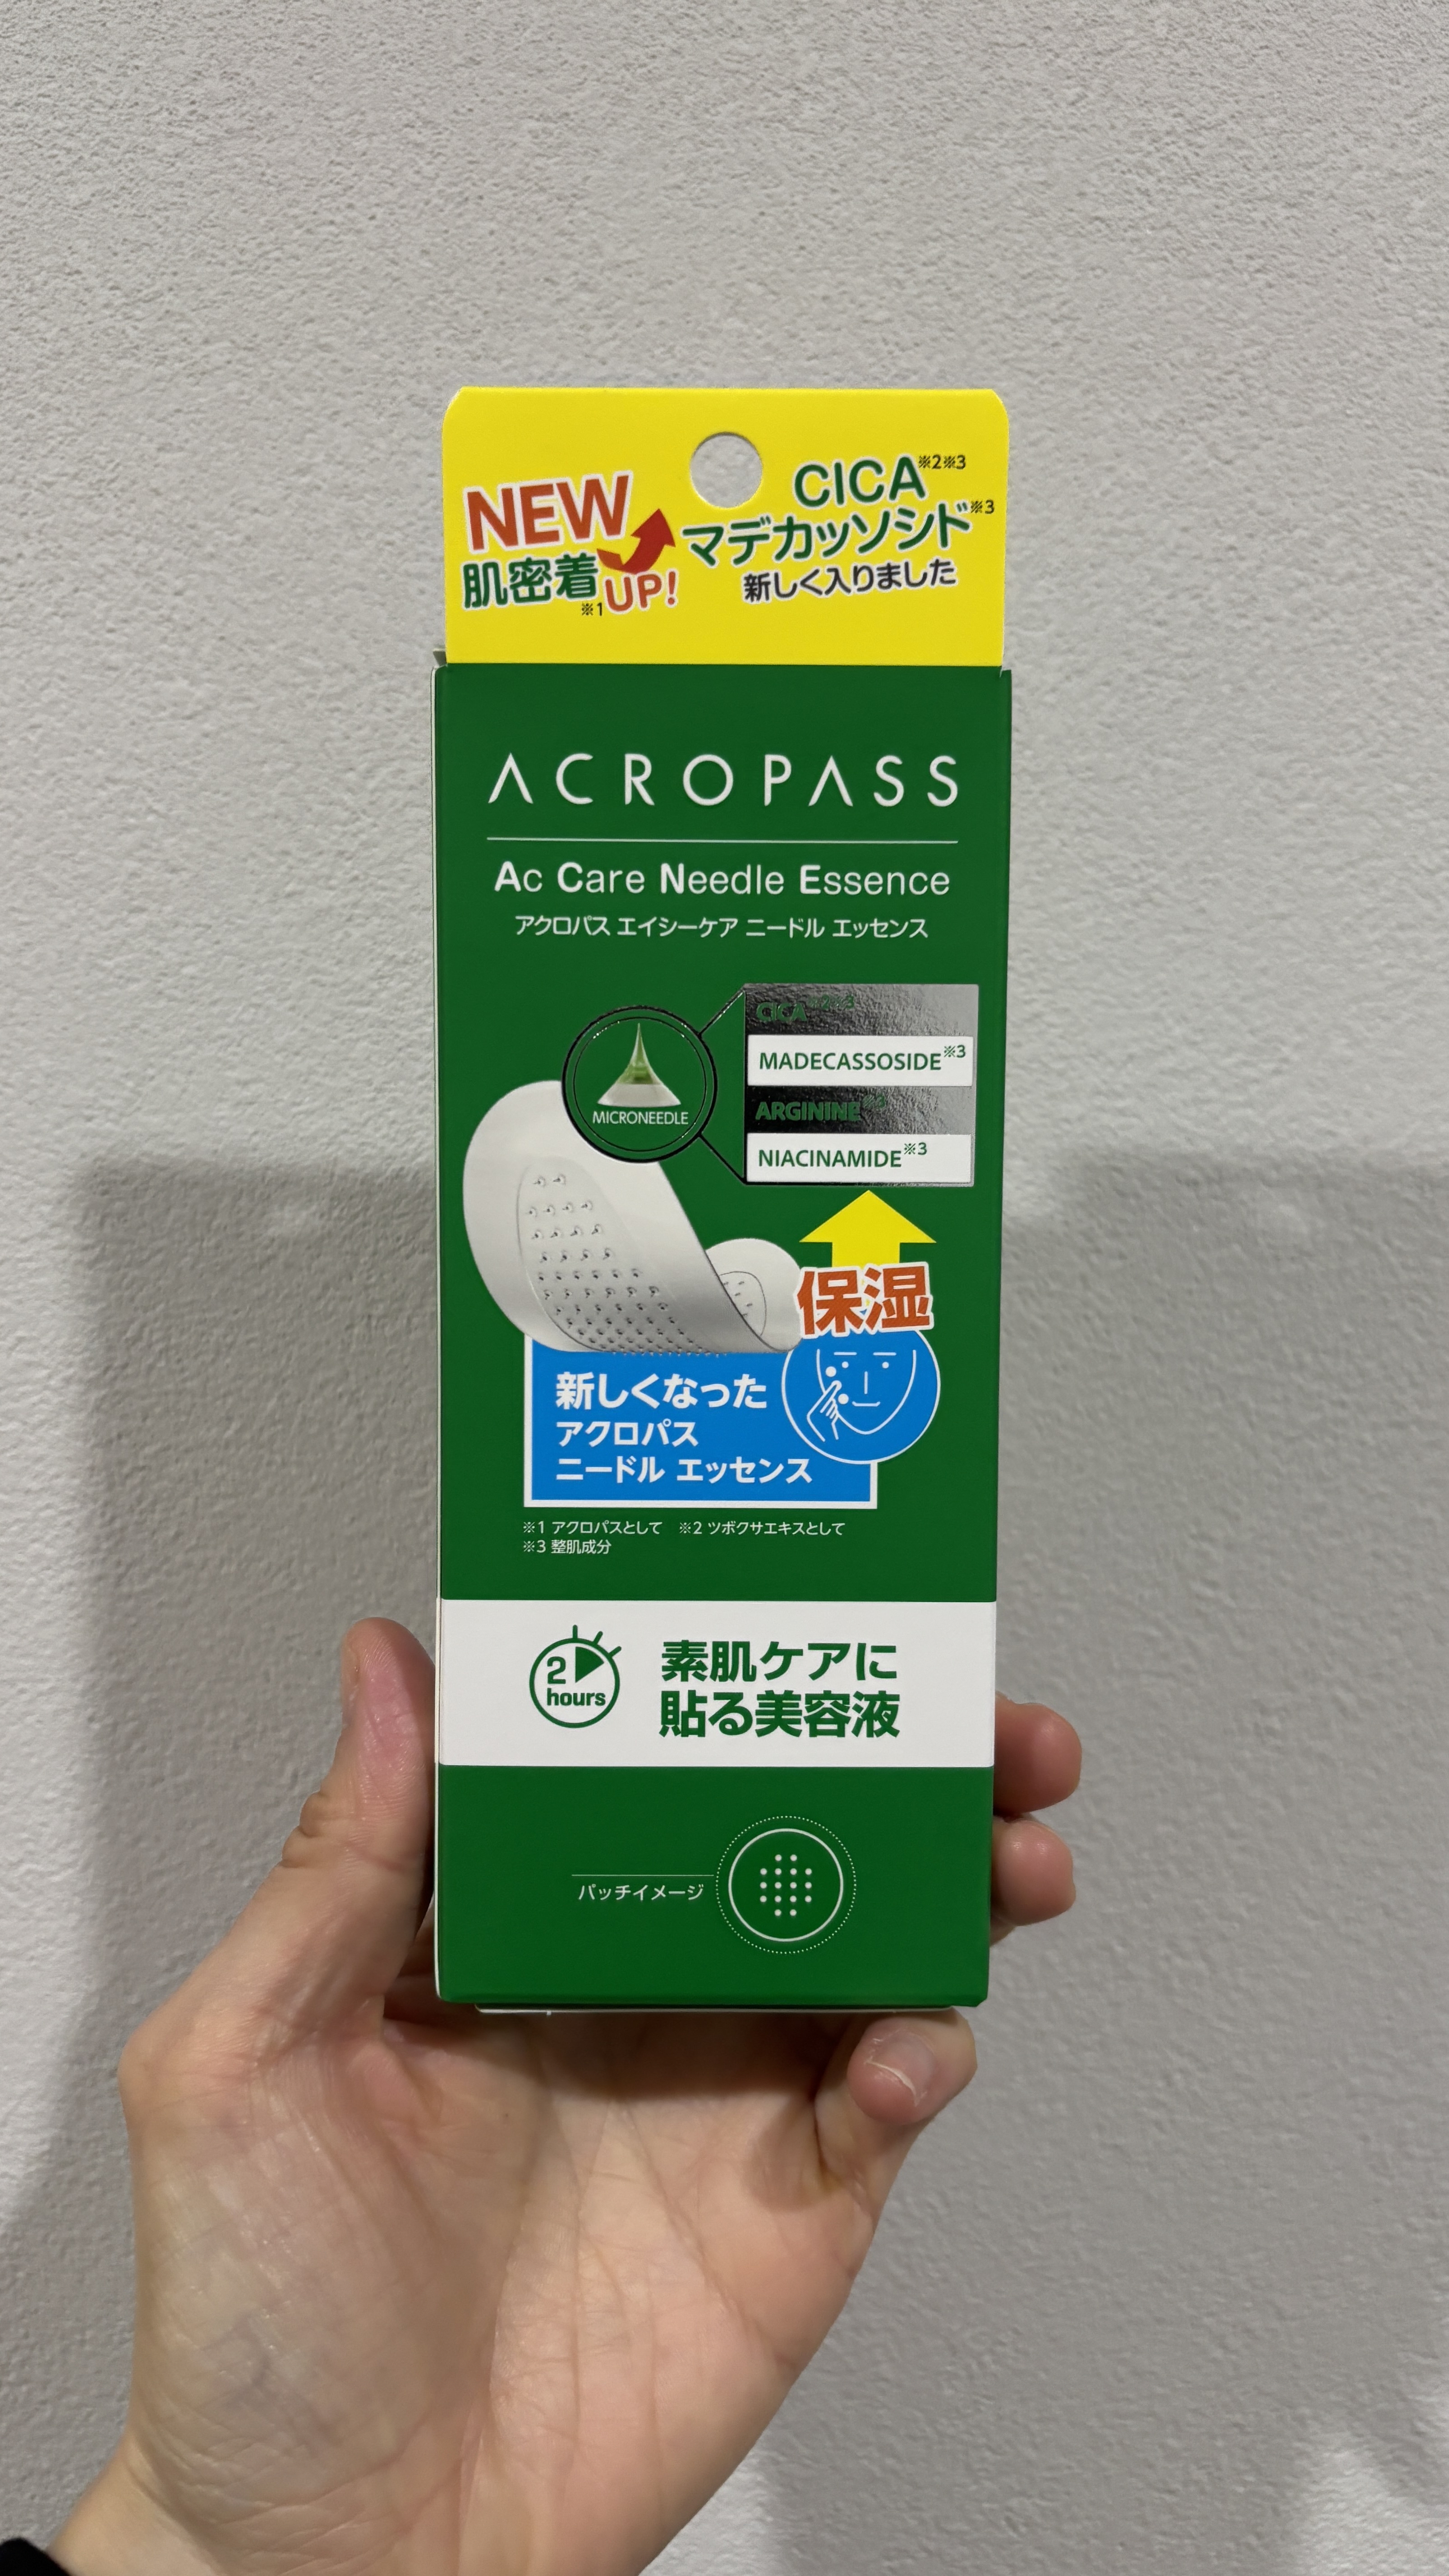 NEW
肌密着※1UP!
CICA※2※3
マデカッソシド※3
新しく入りました
ACROPASS
Ac Care Needle Essence
アクロパス エイシーケア ニードル エッセンス
MICRONEEDLE
CICA※2※3
MADECASSOSIDE※3
ARGININE※3
NIACINAMIDE※3
保湿
新しくなった
アクロパス
ニードル エッセンス
※1 アクロパスとして ※2 ツボクサエキスとして
※3 整肌成分
2
hours
素肌ケアに
貼る美容液
パッチイメージ